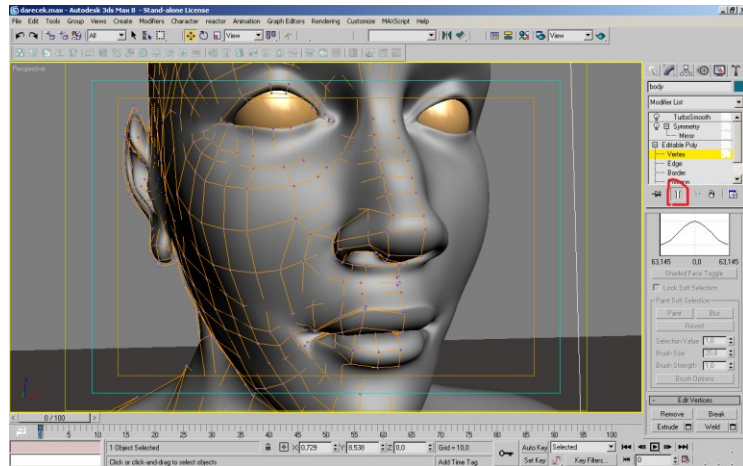 darecek.max - Autodesk 3ds Max 8 - Stand-alone License
File Edit Tools Group Views Create Modifiers Character reactor Animation Graph Editors Rendering Customize MAXScript Help
All View View
Perspective
body
Modifier List
TurboSmooth
Symmetry
Mirror
Editable Poly
Vertex
Edge
Border
63,145 0,0 63,145
Shaded Face Toggle
Lock Soft Selection
Paint Soft Selection
Paint Blur
Revert
Selection Value 1,0
Brush Size 20,0
Brush Strength 1,0
Brush Options
Edit Vertices
Remove Break
Extrude Weld
0 / 100
0 5 10 15 20 25 30 35 40 45 50 55 60 65 70 75 80 85 90 95 100
1 Object Selected X: 0,729 Y: 8,538 Z: 0,0 Grid = 10,0 Auto Key Selected
Click or click-and-drag to select objects Add Time Tag Set Key Key Filters... 0